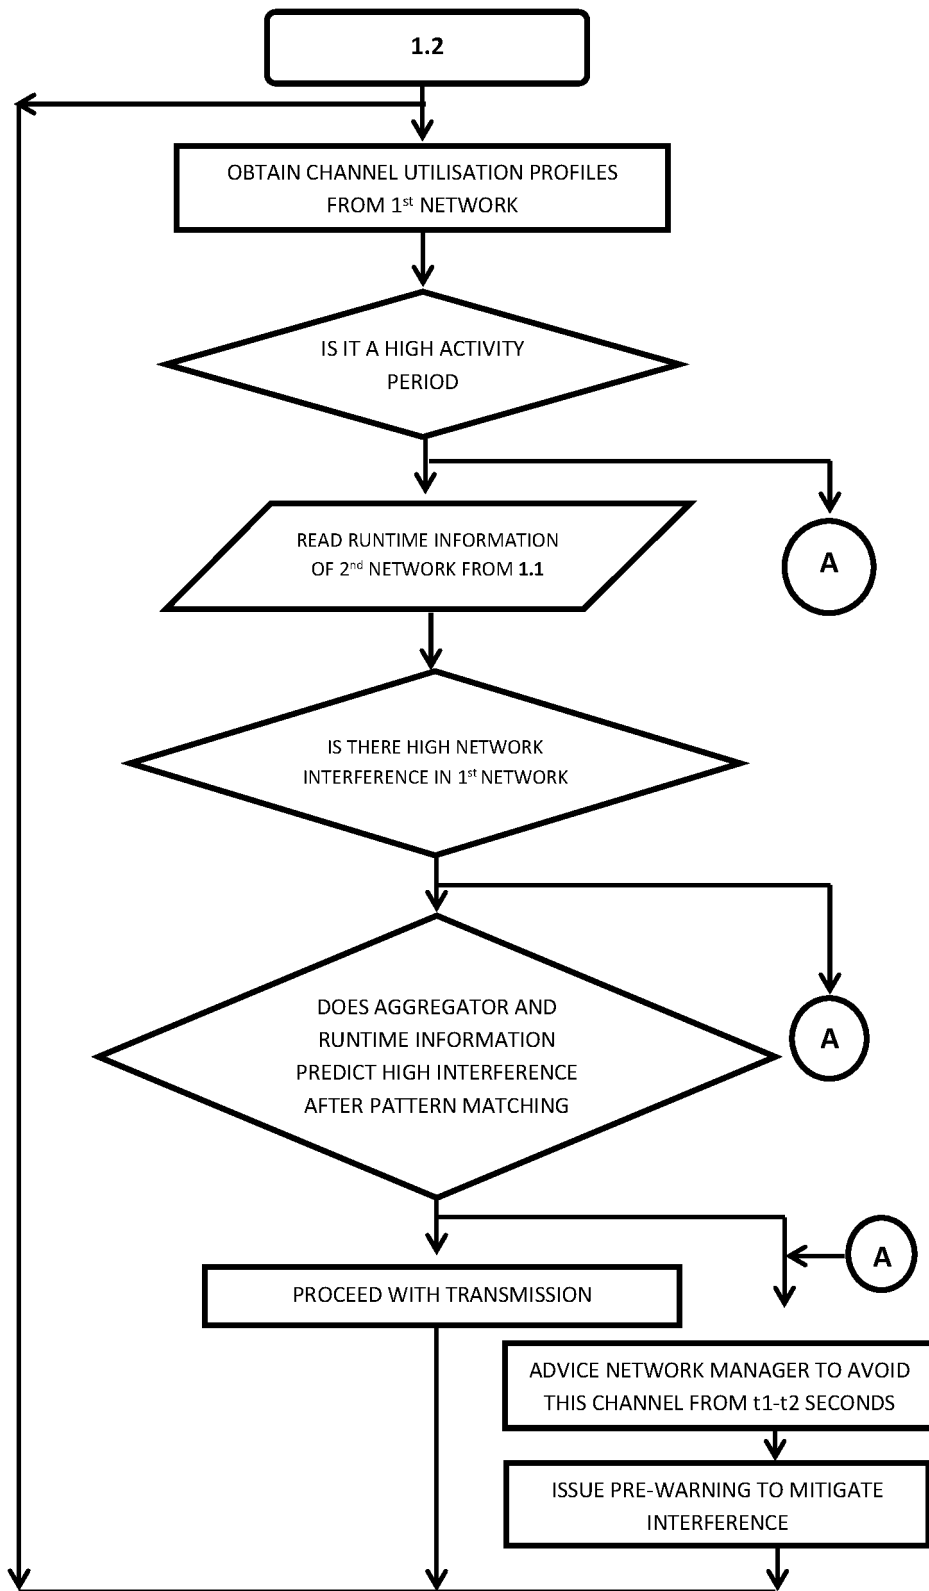 1.2
OBTAIN CHANNEL UTILISATION PROFILES
FROM 1st NETWORK
IS IT A HIGH ACTIVITY
PERIOD
READ RUNTIME INFORMATION
OF 2nd NETWORK FROM 1.1
A
IS THERE HIGH NETWORK
INTERFERENCE IN 1st NETWORK
DOES AGGREGATOR AND
RUNTIME INFORMATION
PREDICT HIGH INTERFERENCE
AFTER PATTERN MATCHING
A
A
PROCEED WITH TRANSMISSION
ADVICE NETWORK MANAGER TO AVOID
THIS CHANNEL FROM t1-t2 SECONDS
ISSUE PRE-WARNING TO MITIGATE
INTERFERENCE